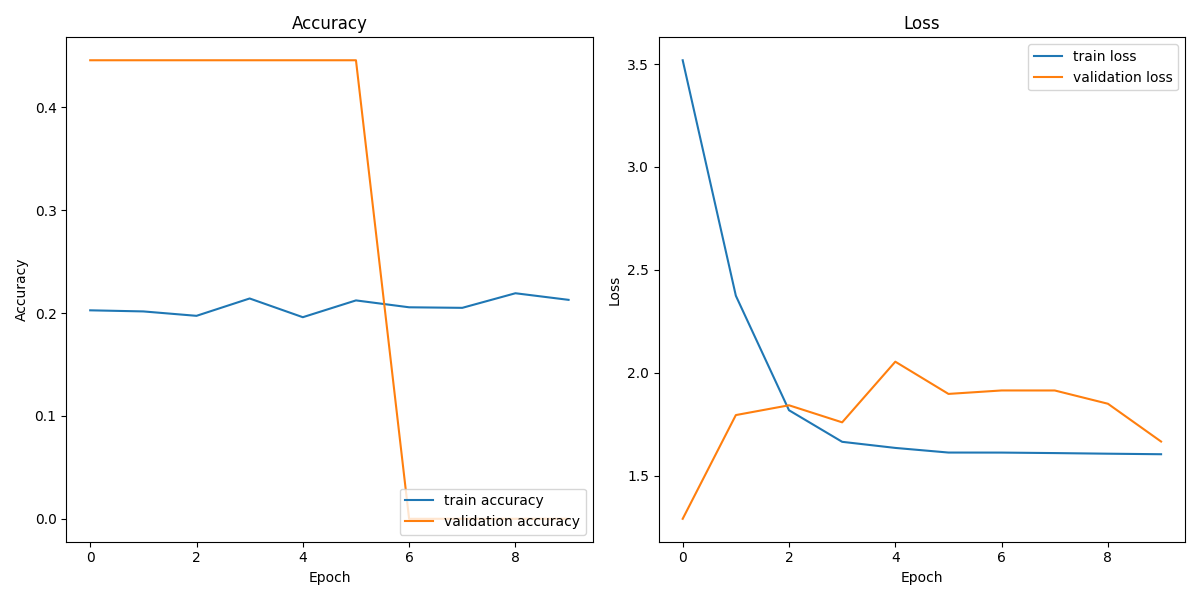 Accuracy
0.4
0.3
0.2
0.1
0.0
Accuracy
0 2 4 6 8
Epoch
train accuracy
validation accuracy
Loss
3.5
3.0
2.5
2.0
1.5
Loss
0 2 4 6 8
Epoch
train loss
validation loss